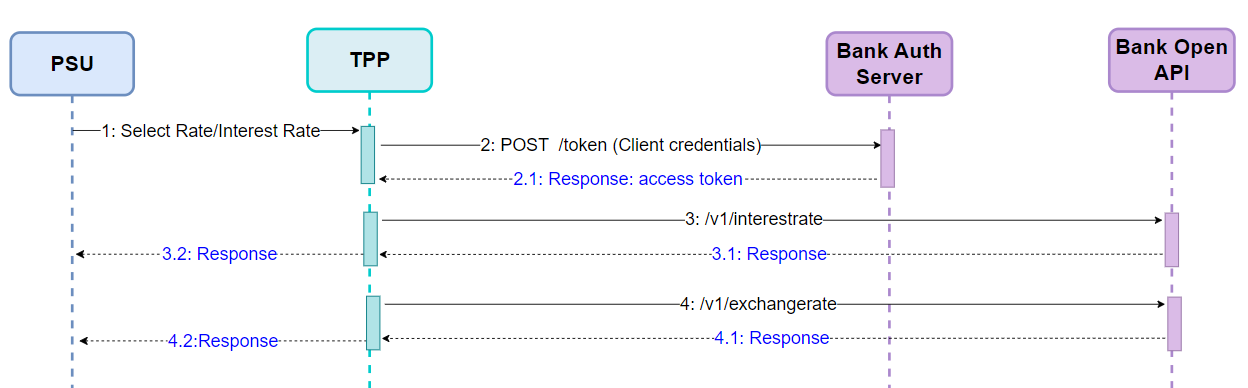 PSU
TPP
Bank Auth
Server
Bank Open
API
1: Select Rate/Interest Rate
2: POST  /token (Client credentials)
2.1: Response: access token
3: /v1/interestrate
3.2: Response
3.1: Response
4: /v1/exchangerate
4.2:Response
4.1: Response